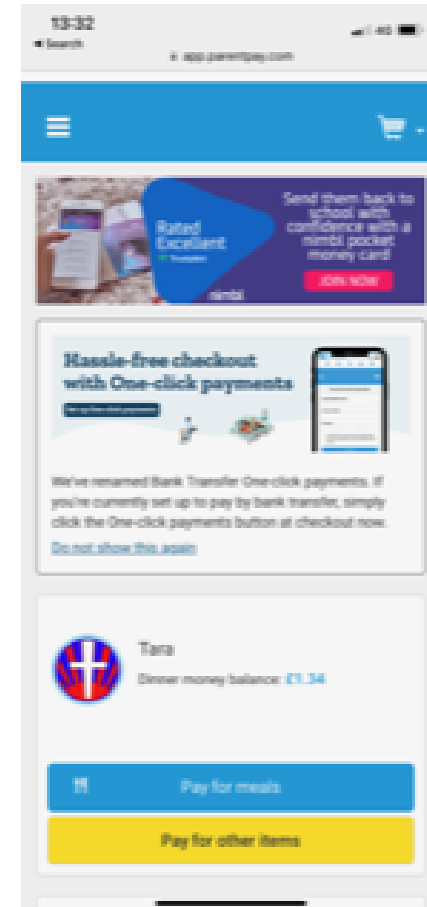 13:32
Search
4G
app.parentpay.com
Send them back to
school with
confidence with a
nimbl pocket
money card
Rated
Excellent
Trustpilot
JOIN NOW
nimbl
Hassle-free checkout
with One-click payments
We've renamed Bank Transfer One-click payments. If
you're currently set up to pay by bank transfer, simply
click the One-click payments button at checkout now.
Do not show this again
Tara
Dinner money balance: £1.34
Pay for meals
Pay for other items